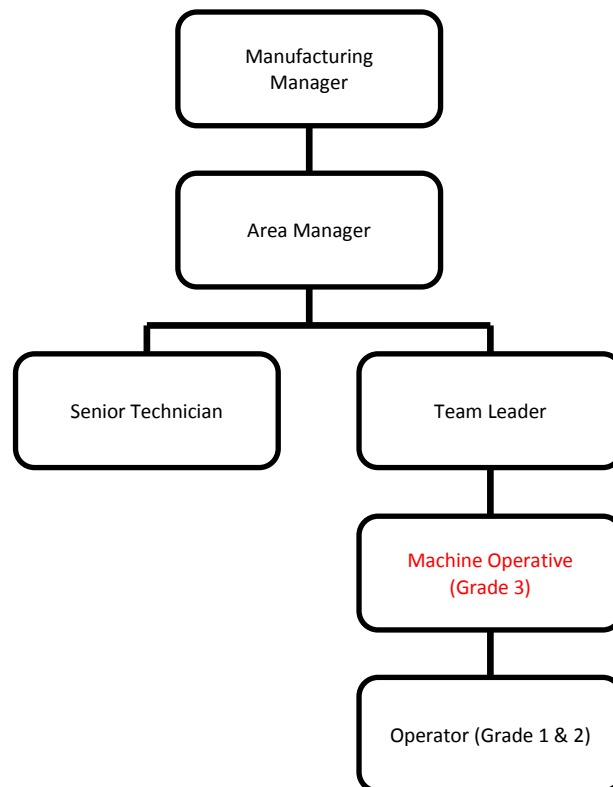 Manufacturing
Manager
Area Manager
Senior Technician
Team Leader
Machine Operative
(Grade 3)
Operator (Grade 1 & 2)